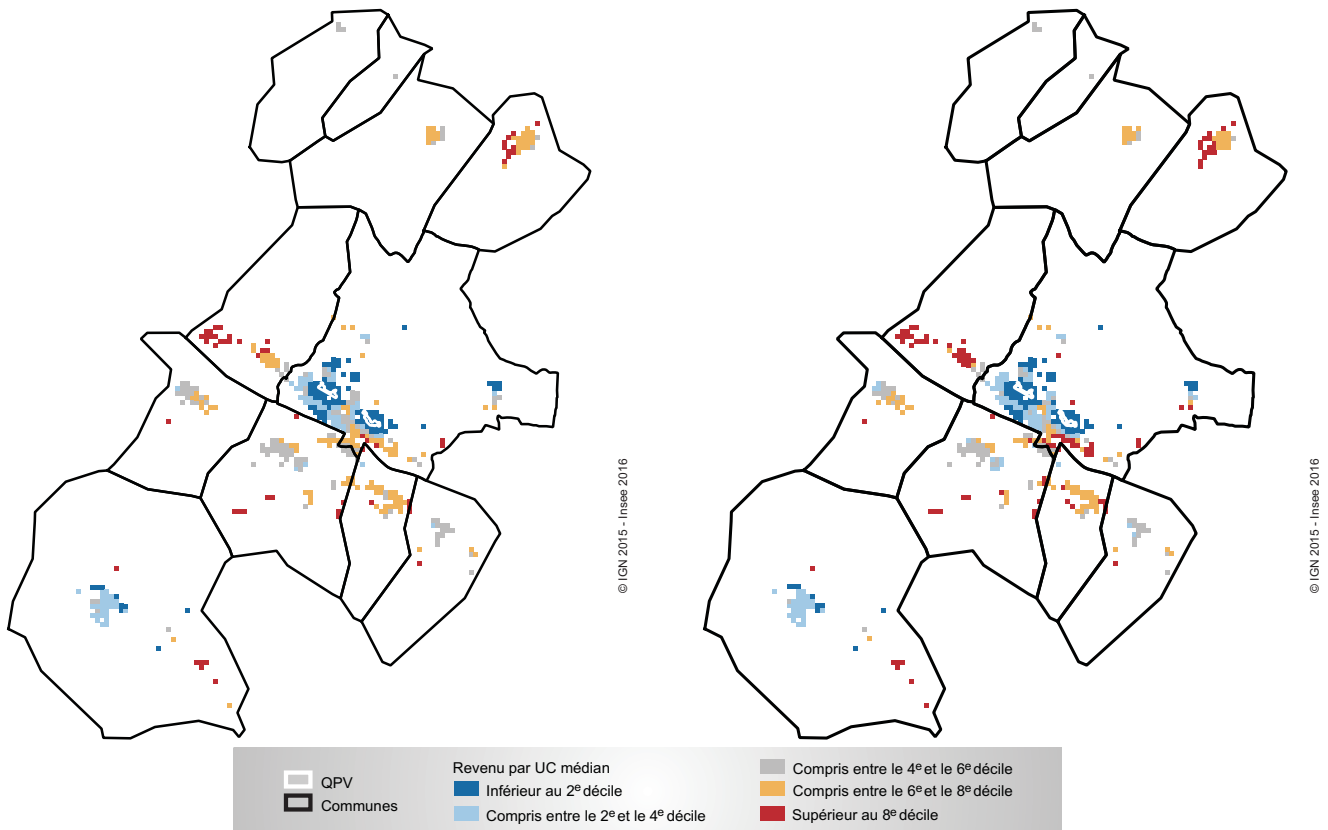 © IGN 2015 - Insee 2016
© IGN 2015 - Insee 2016
QPV
Communes
Revenu par UC médian
Inférieur au 2e décile
Compris entre le 2e et le 4e décile
Compris entre le 4e et le 6e décile
Compris entre le 6e et le 8e décile
Supérieur au 8e décile